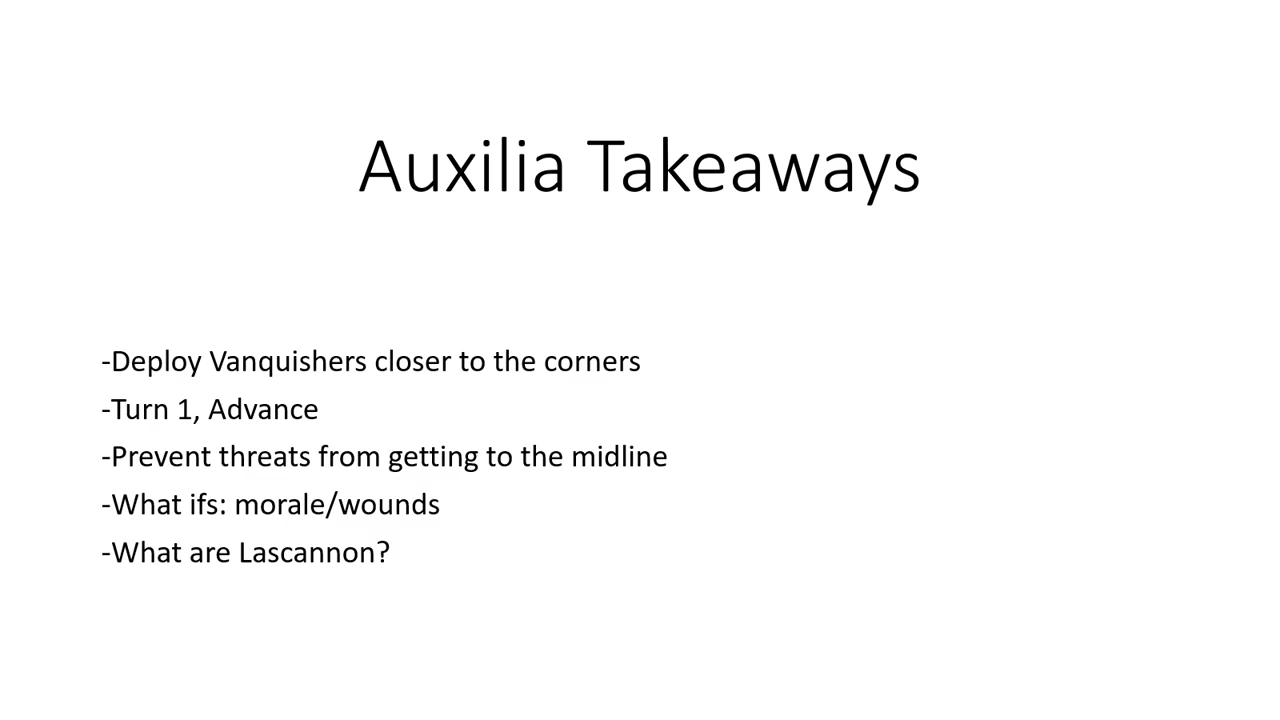 Auxilia Takeaways
-Deploy Vanquishers closer to the corners
-Turn 1, Advance
-Prevent threats from getting to the midline
-What ifs: morale/wounds
-What are Lascannon?